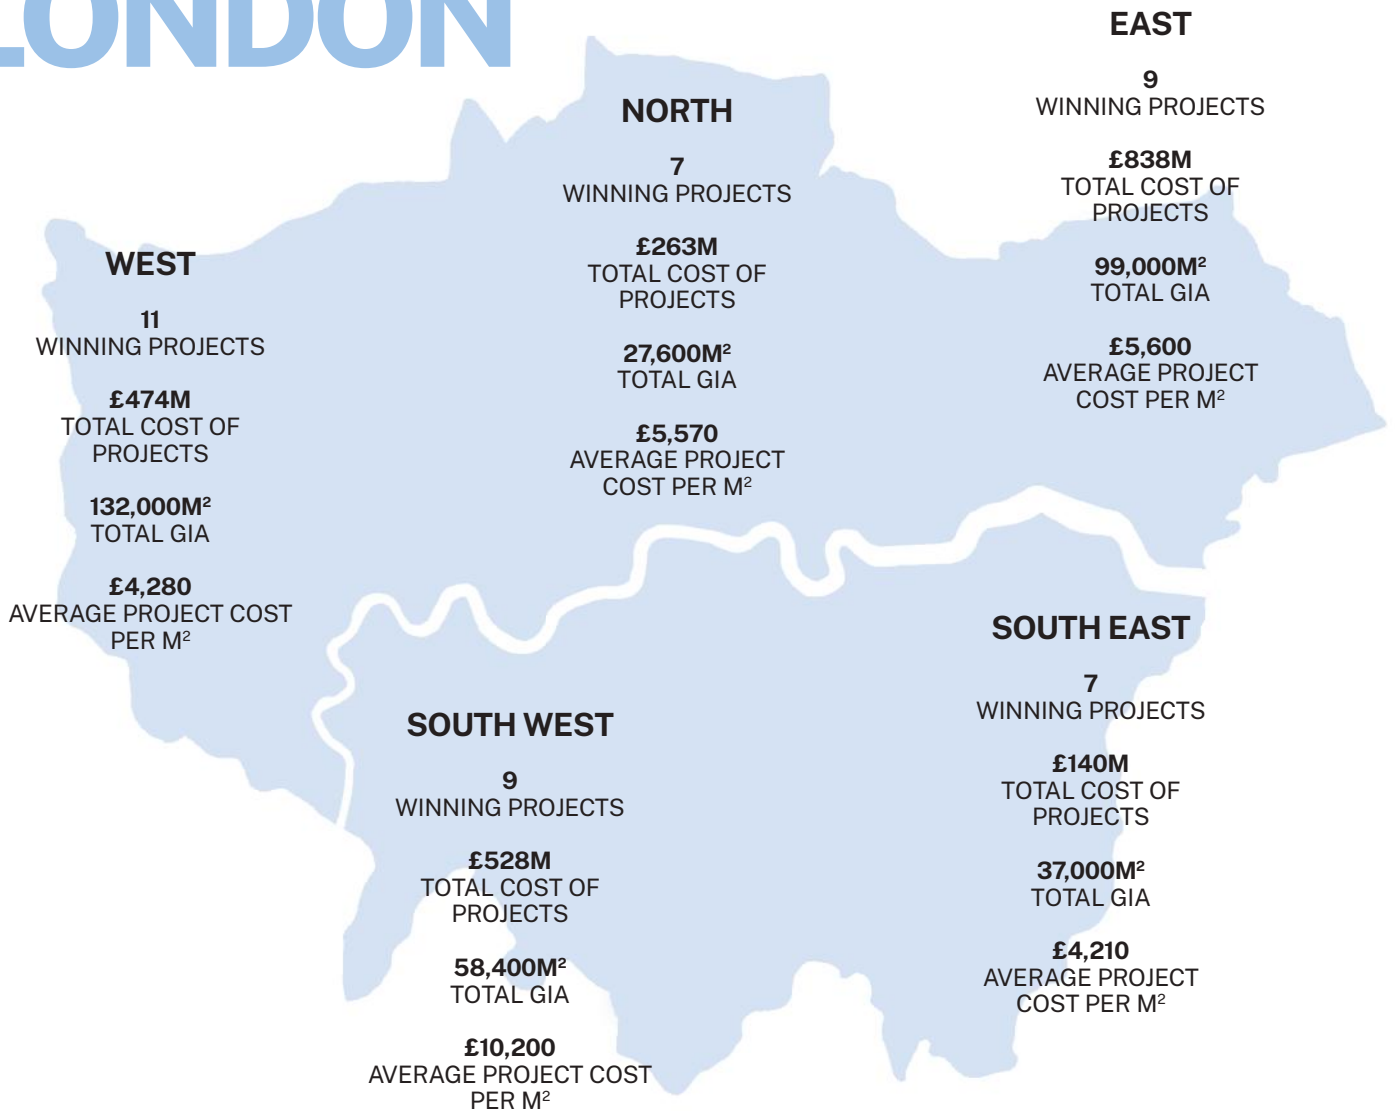 LONDON
EAST
9
WINNING PROJECTS
£838M
TOTAL COST OF
PROJECTS
99,000M²
TOTAL GIA
£5,600
AVERAGE PROJECT
COST PER M²
NORTH
7
WINNING PROJECTS
£263M
TOTAL COST OF
PROJECTS
27,600M²
TOTAL GIA
£5,570
AVERAGE PROJECT
COST PER M²
WEST
11
WINNING PROJECTS
£474M
TOTAL COST OF
PROJECTS
132,000M²
TOTAL GIA
£4,280
AVERAGE PROJECT COST
PER M²
SOUTH EAST
7
WINNING PROJECTS
£140M
TOTAL COST OF
PROJECTS
37,000M²
TOTAL GIA
£4,210
AVERAGE PROJECT
COST PER M²
SOUTH WEST
9
WINNING PROJECTS
£528M
TOTAL COST OF
PROJECTS
58,400M²
TOTAL GIA
£10,200
AVERAGE PROJECT COST
PER M²